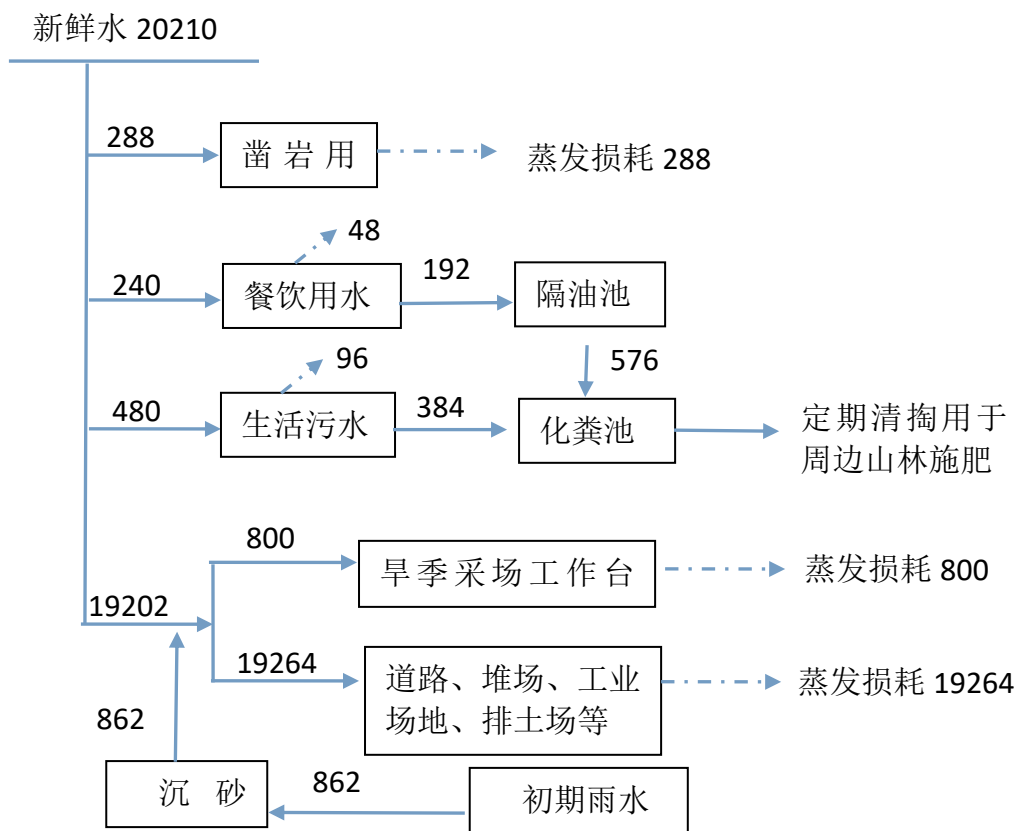 新鲜水 20210
288
凿岩用
蒸发损耗 288
48
240
餐饮用水
192
隔油池
96
576
480
生活污水
384
化粪池
定期清掏用于
周边山林施肥
800
旱季采场工作台
蒸发损耗 800
19202
19264
道路、堆场、工业
场地、排土场等
蒸发损耗 19264
862
沉 砂
862
初期雨水